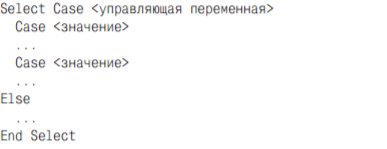 Select Case <управляющая переменная>
Case <значение>
...
Case <значение>
...
Else
...
End Select